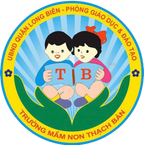 UBND QUẬN LONG BIÊN - PHÒNG GIÁO DỤC & ĐÀO TẠO
T B
TRƯỜNG MẦM NON THẠCH BÀN